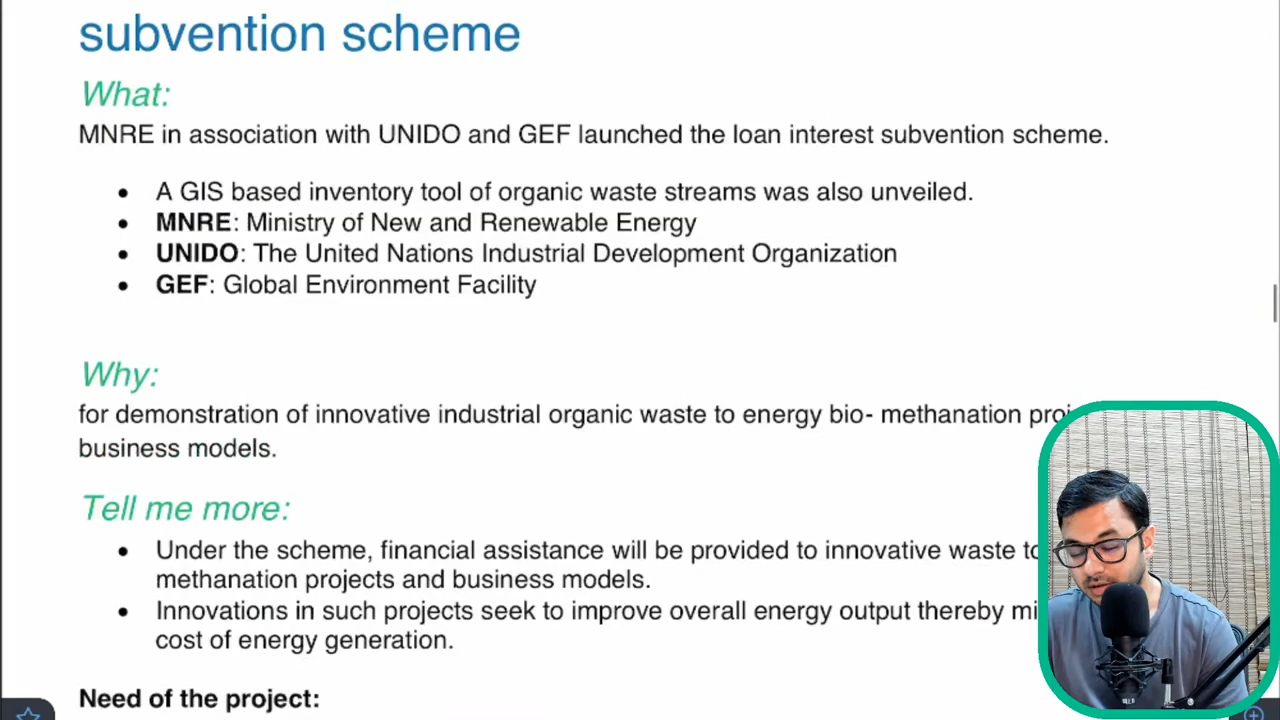 subvention scheme
What:
MNRE in association with UNIDO and GEF launched the loan interest subvention scheme.
• A GIS based inventory tool of organic waste streams was also unveiled.
• MNRE: Ministry of New and Renewable Energy
• UNIDO: The United Nations Industrial Development Organization
• GEF: Global Environment Facility
Why:
for demonstration of innovative industrial organic waste to energy bio- methanation
business models.
Tell me more:
• Under the scheme, financial assistance will be provided to innovative waste
methanation projects and business models.
• Innovations in such projects seek to improve overall energy output thereby
cost of energy generation.
Need of the project: